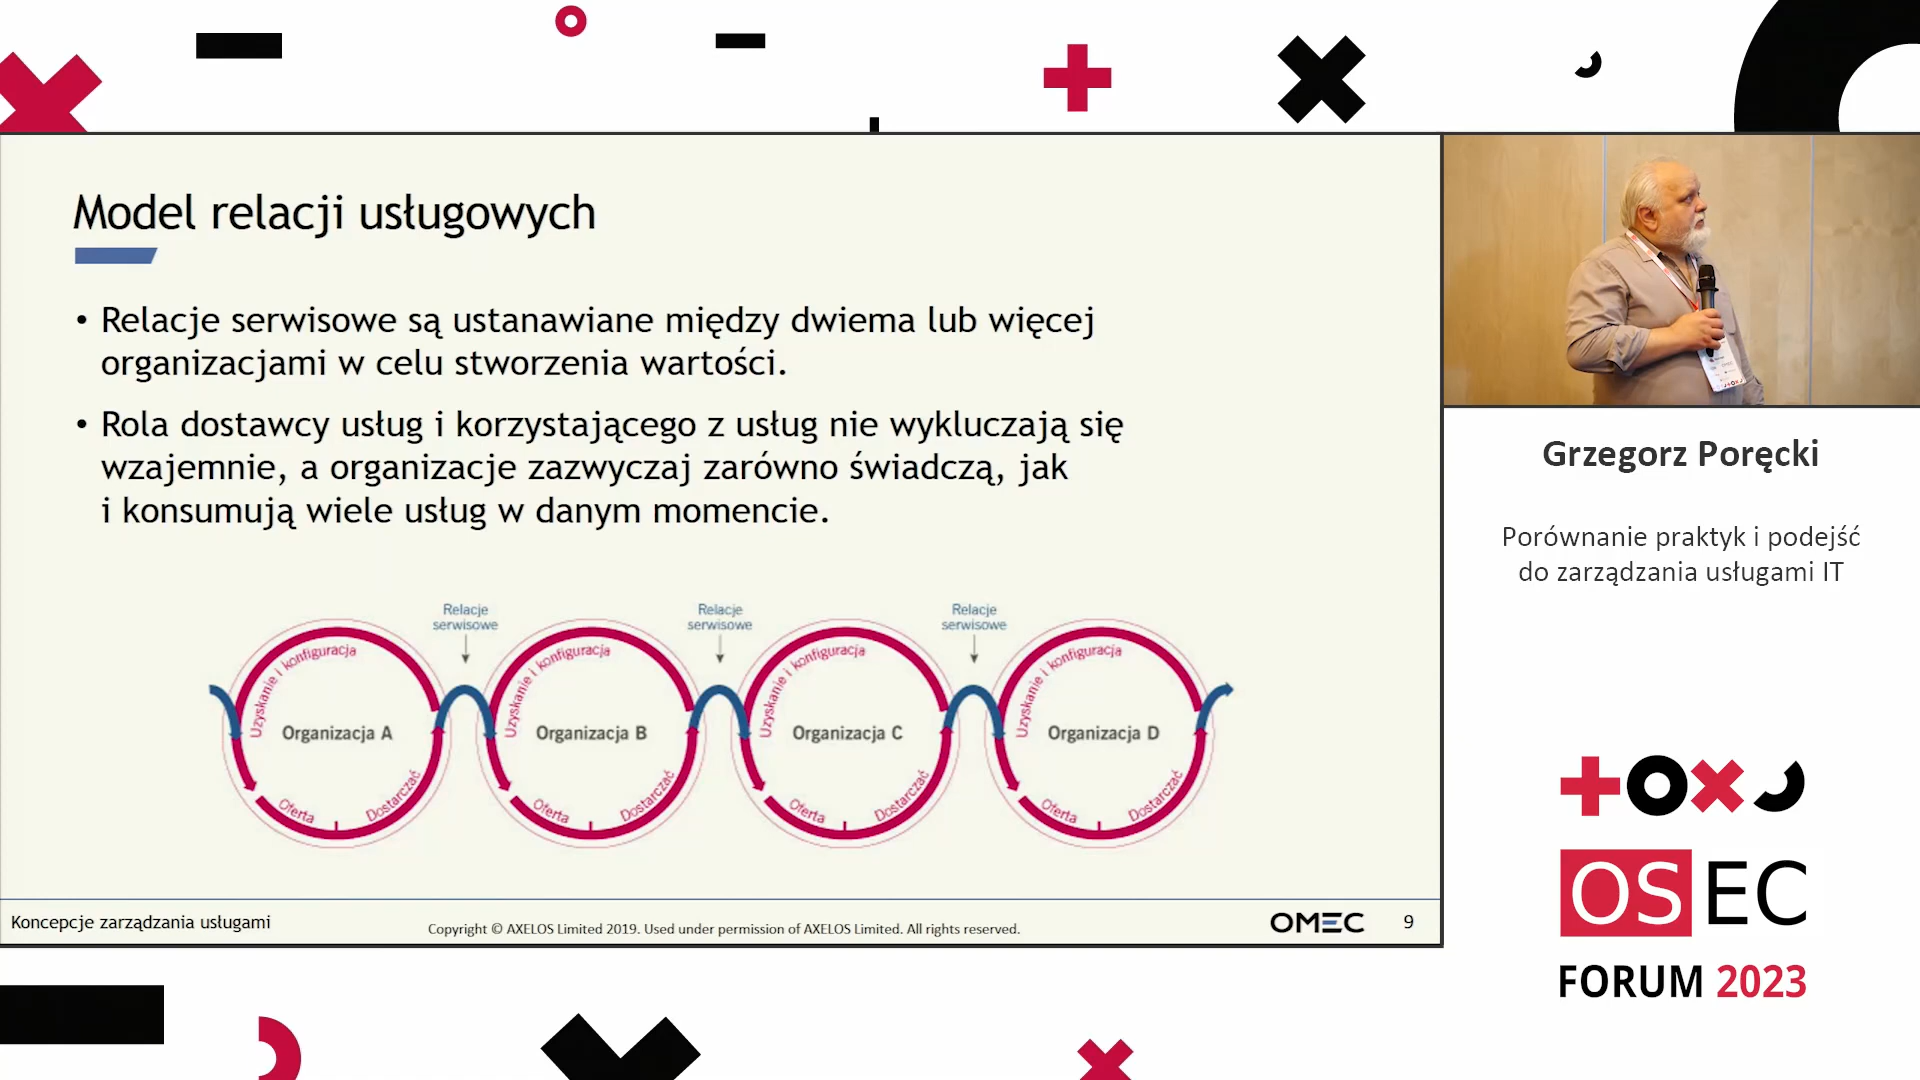 Model relacji usługowych
• Relacje serwisowe są ustanawiane między dwiema lub więcej
organizacjami w celu stworzenia wartości.
• Rola dostawcy usług i korzystającego z usług nie wykluczają się
wzajemnie, a organizacje zazwyczaj zarówno świadczą, jak
i konsumują wiele usług w danym momencie.
Relacje
serwisowe
Relacje
serwisowe
Relacje
serwisowe
Uzyskanie i konfiguracja
Organizacja A
Oferta
Dostarczać
Uzyskanie i konfiguracja
Organizacja B
Oferta
Dostarczać
Uzyskanie i konfiguracja
Organizacja C
Oferta
Dostarczać
Uzyskanie i konfiguracja
Organizacja D
Oferta
Dostarczać
Koncepcje zarządzania usługami
Copyright © AXELOS Limited 2019. Used under permission of AXELOS Limited. All rights reserved.
OMEC
9
Grzegorz Poręcki
Porównanie praktyk i podejść
do zarządzania usługami IT
OSEC
FORUM 2023